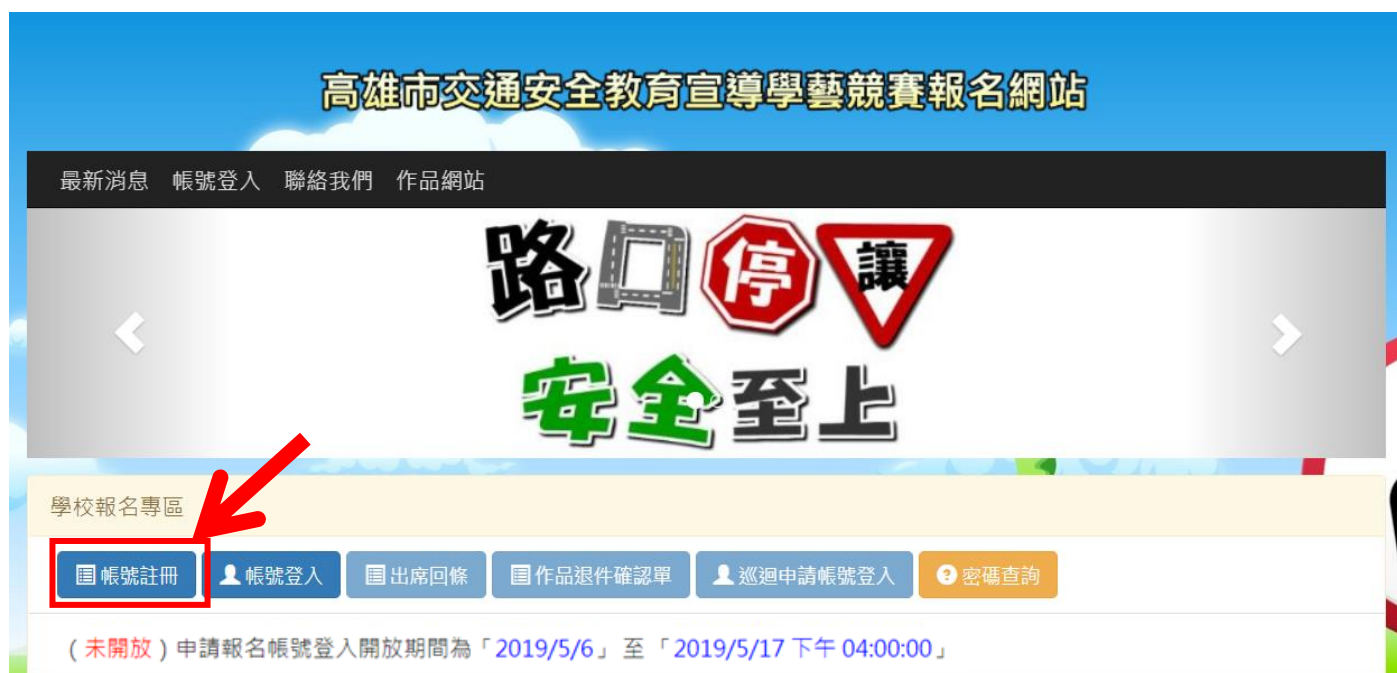 高雄市交通安全教育宣導學藝競賽報名網站
最新消息 帳號登入 聯絡我們 作品網站
路口停讓
安全至上
學校報名專區
帳號註冊 帳號登入 出席回條 作品退件確認單 巡迴申請帳號登入 密碼查詢
(未開放)申請報名帳號登入開放期間為「2019/5/6」 至 「2019/5/17 下午 04:00:00」